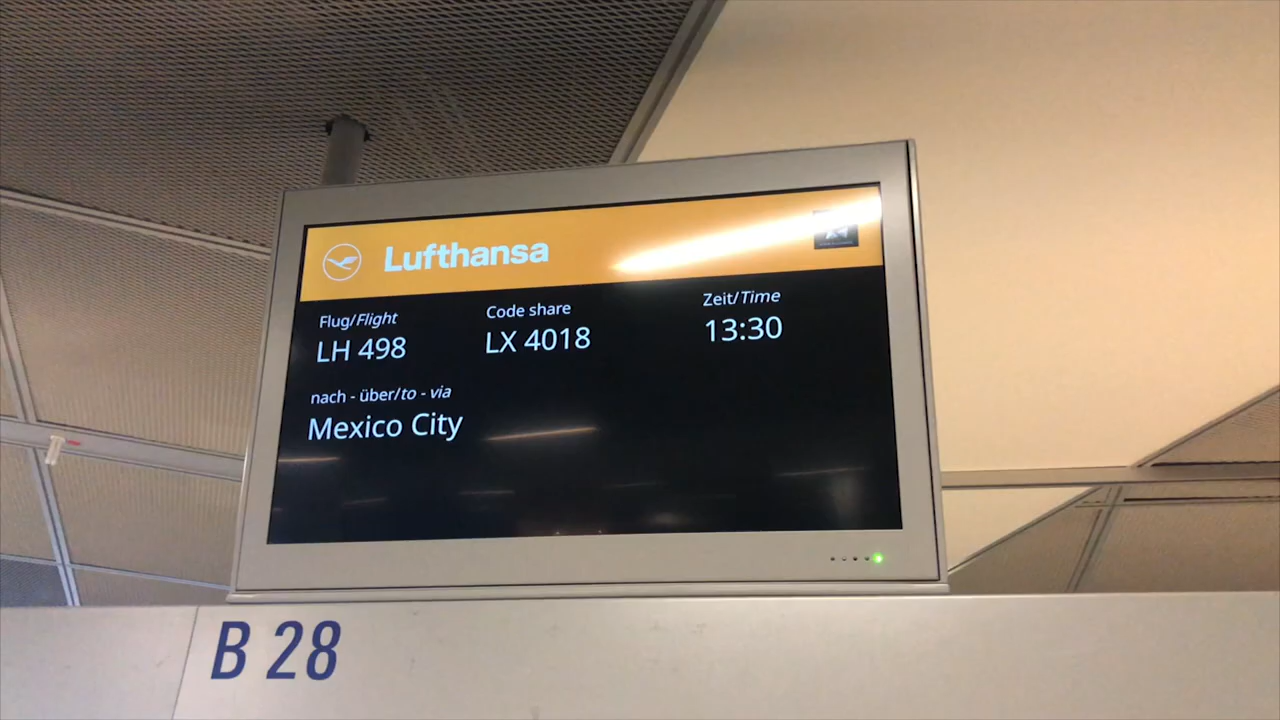 Lufthansa
Flug/Flight Code share Zeit/Time
LH 498 LX 4018 13:30
nach - über/to - via
Mexico City
B 28